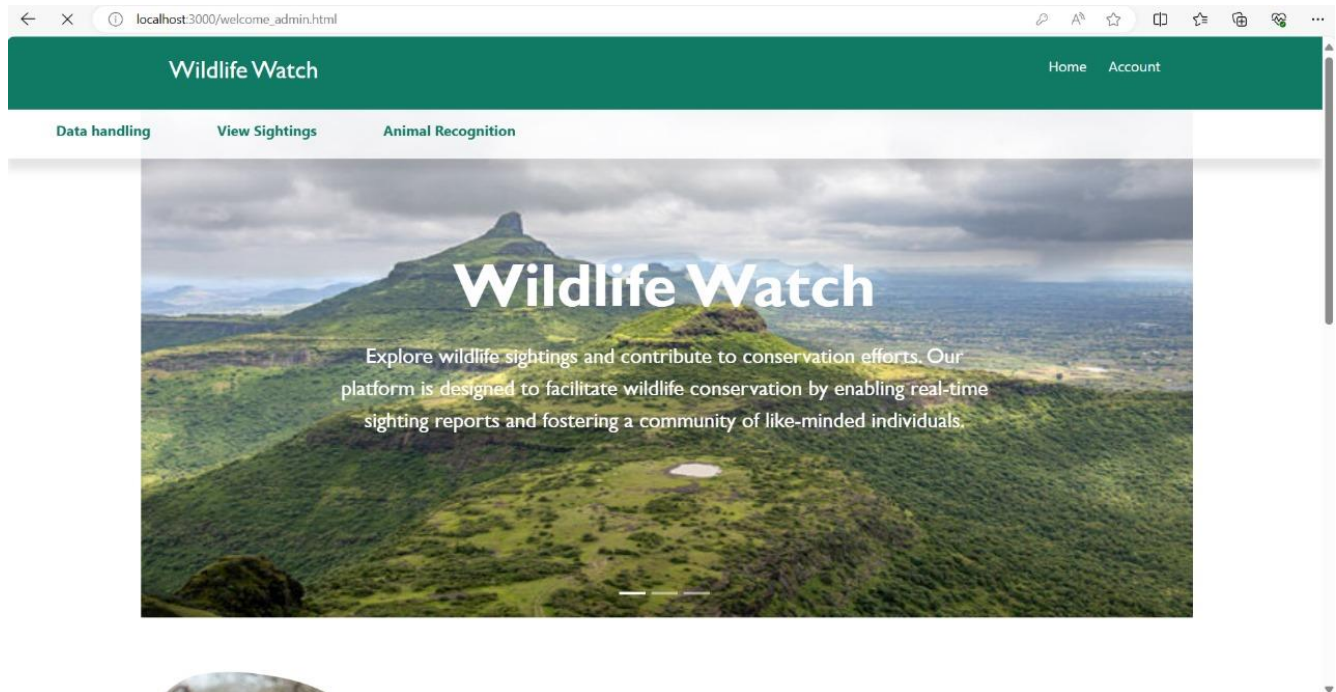 localhost:3000/welcome_admin.html
Wildlife Watch
Home Account
Data handling View Sightings Animal Recognition
Wildlife Watch
Explore wildlife sightings and contribute to conservation efforts. Our
platform is designed to facilitate wildlife conservation by enabling real-time
sighting reports and fostering a community of like-minded individuals.